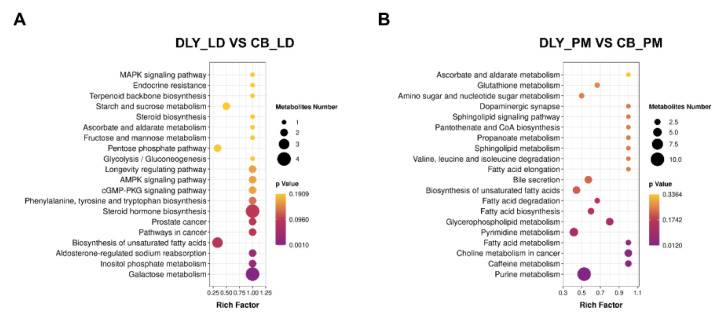 A
DLY_LD VS CB_LD
MAPK signaling pathway
Endocrine resistance
Terpenoid backbone biosynthesis
Starch and sucrose metabolism
Steroid biosynthesis
Ascorbate and aldarate metabolism
Fructose and mannose metabolism
Pentose phosphate pathway
Glycolysis / Gluconeogenesis
Longevity regulating pathway
AMPK signaling pathway
cGMP-PKG signaling pathway
Phenylalanine, tyrosine and tryptophan biosynthesis
Steroid hormone biosynthesis
Prostate cancer
Pathways in cancer
Biosynthesis of unsaturated fatty acids
Aldosterone-regulated sodium reabsorption
Inositol phosphate metabolism
Galactose metabolism
0.25 0.50 0.75 1.00 1.25
Rich Factor
Metabolites Number
1
2
3
4
p Value
0.1909
0.0960
0.0010
B
DLY_PM VS CB_PM
Ascorbate and aldarate metabolism
Glutathione metabolism
Amino sugar and nucleotide sugar metabolism
Dopaminergic synapse
Sphingolipid signaling pathway
Pantothenate and CoA biosynthesis
Propanoate metabolism
Sphingolipid metabolism
Valine, leucine and isoleucine degradation
Fatty acid elongation
Bile secretion
Biosynthesis of unsaturated fatty acids
Fatty acid degradation
Fatty acid biosynthesis
Glycerophospholipid metabolism
Pyrimidine metabolism
Fatty acid metabolism
Choline metabolism in cancer
Caffeine metabolism
Purine metabolism
0.3 0.5 0.7 0.9 1.1
Rich Factor
Metabolites Number
2.5
5.0
7.5
10.0
p Value
0.3364
0.1742
0.0120